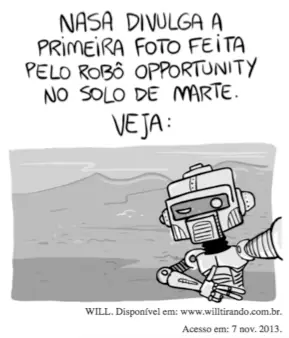 NASA DIVULGA A
PRIMEIRA FOTO FEITA
PELO ROBÔ OPPORTUNITY
NO SOLO DE MARTE.
VEJA:
WILL. Disponível em: www.willtirando.com.br.
Acesso em: 7 nov. 2013.